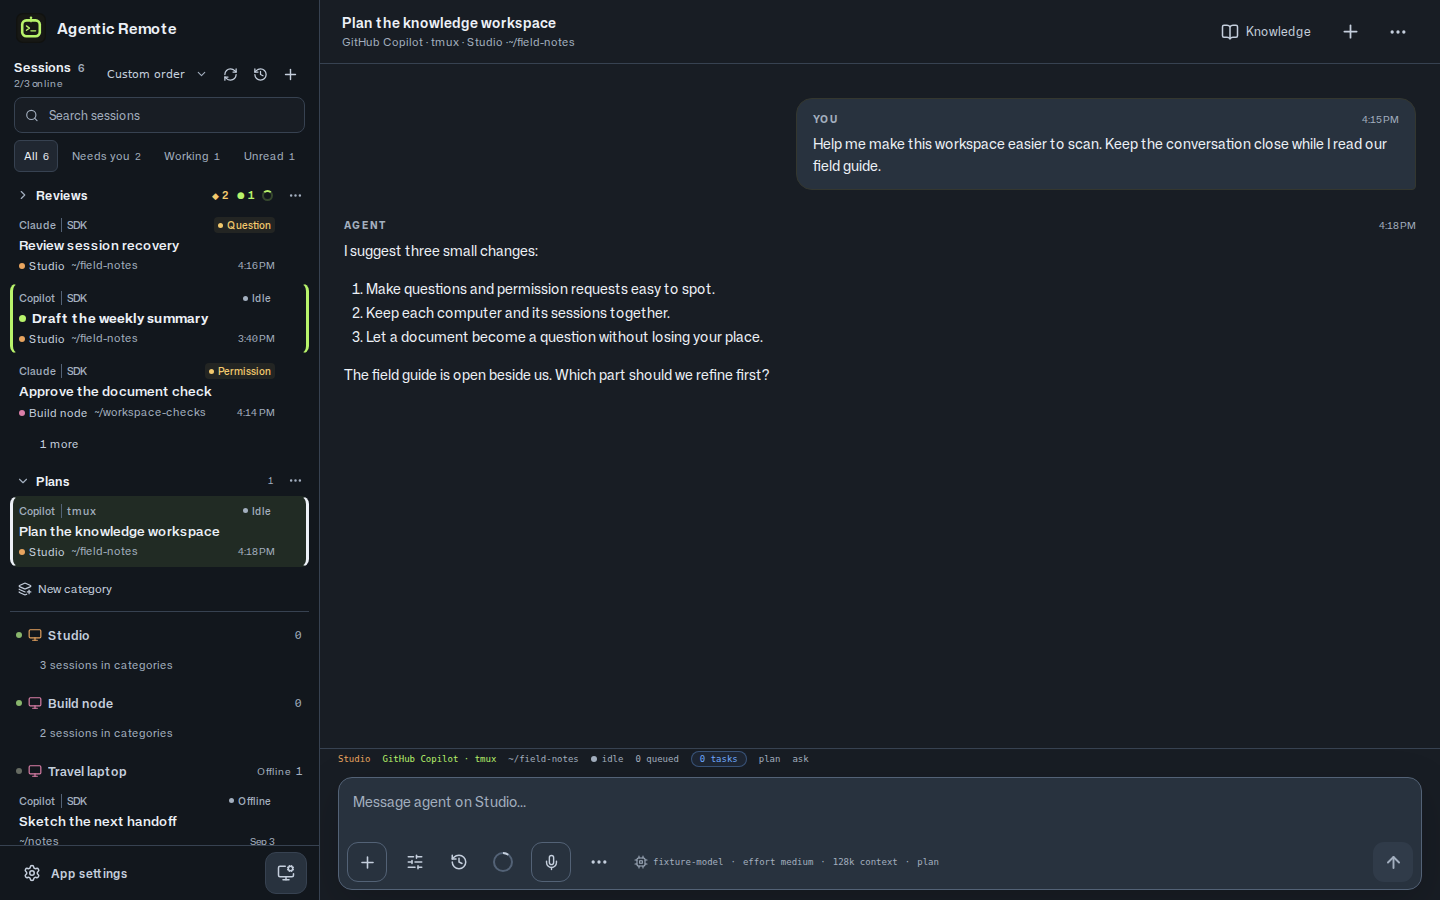 Agentic Remote
Sessions 6
2/3 online
Custom order
Search sessions
All 6
Needs you 2
Working 1
Unread 1
Reviews
2
1
Claude | SDK
Question
Review session recovery
Studio ~/field-notes
4:16 PM
Copilot | SDK
Idle
Draft the weekly summary
Studio ~/field-notes
3:40 PM
Claude | SDK
Permission
Approve the document check
Build node ~/workspace-checks
4:14 PM
1 more
Plans
1
Copilot | tmux
Idle
Plan the knowledge workspace
Studio ~/field-notes
4:18 PM
New category
Studio
0
3 sessions in categories
Build node
0
2 sessions in categories
Travel laptop
Offline 1
Copilot | SDK
Offline
Sketch the next handoff
~/notes
Sep 3
App settings
Plan the knowledge workspace
GitHub Copilot · tmux · Studio · ~/field-notes
Knowledge
YOU
4:15 PM
Help me make this workspace easier to scan. Keep the conversation close while I read our
field guide.
AGENT
4:18 PM
I suggest three small changes:
1. Make questions and permission requests easy to spot.
2. Keep each computer and its sessions together.
3. Let a document become a question without losing your place.
The field guide is open beside us. Which part should we refine first?
Studio GitHub Copilot · tmux ~/field-notes idle 0 queued 0 tasks plan ask
Message agent on Studio...
fixture-model · effort medium · 128k context · plan